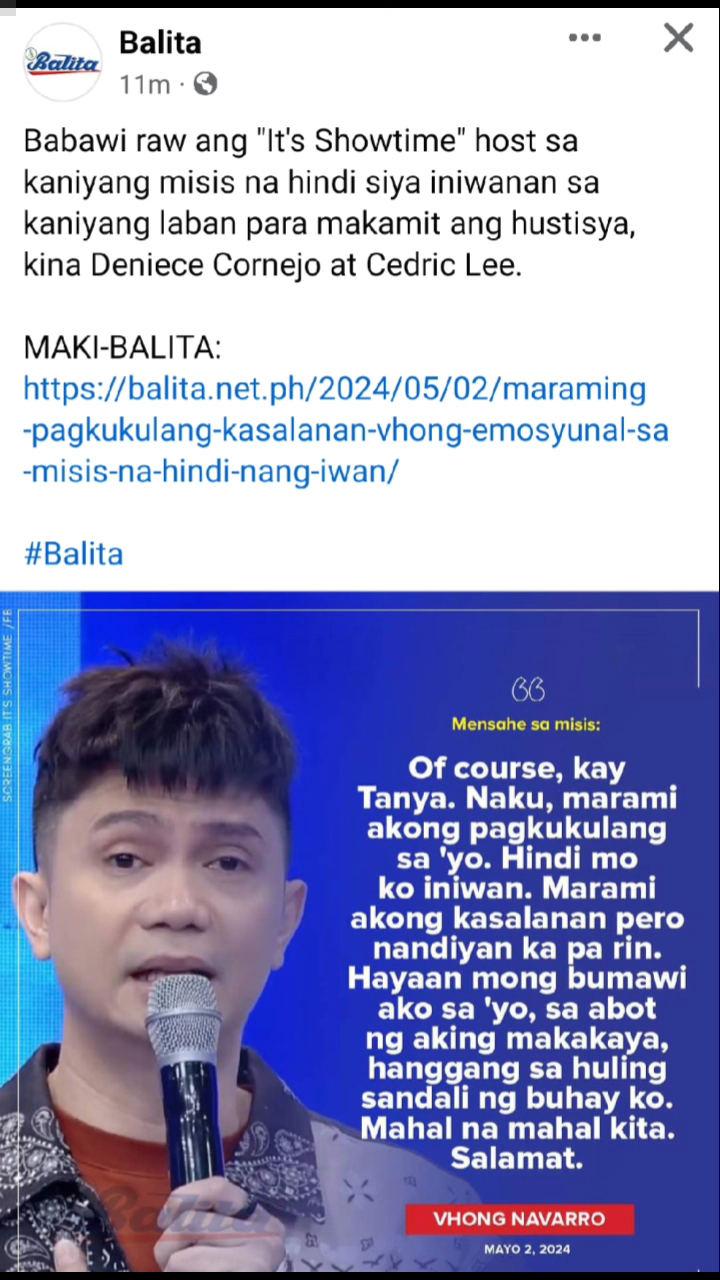 Balita
Balita
11m ·
Babawi raw ang "It's Showtime" host sa
kaniyang misis na hindi siya iniwanan sa
kaniyang laban para makamit ang hustisya,
kina Deniece Cornejo at Cedric Lee.
MAKI-BALITA:
https://balita.net.ph/2024/05/02/maraming
-pagkukulang-kasalanan-vhong-emosyunal-sa
-misis-na-hindi-nang-iwan/
#Balita
SCREENGRAB IT'S SHOWTIME /FB
Mensahe sa misis:
Of course, kay
Tanya. Naku, marami
akong pagkukulang
sa 'yo. Hindi mo
ko iniwan. Marami
akong kasalanan pero
nandiyan ka pa rin.
Hayaan mong bumawi
ako sa 'yo, sa abot
ng aking makakaya,
hanggang sa huling
sandali ng buhay ko.
Mahal na mahal kita.
Salamat.
Balita
VHONG NAVARRO
MAYO 2, 2024